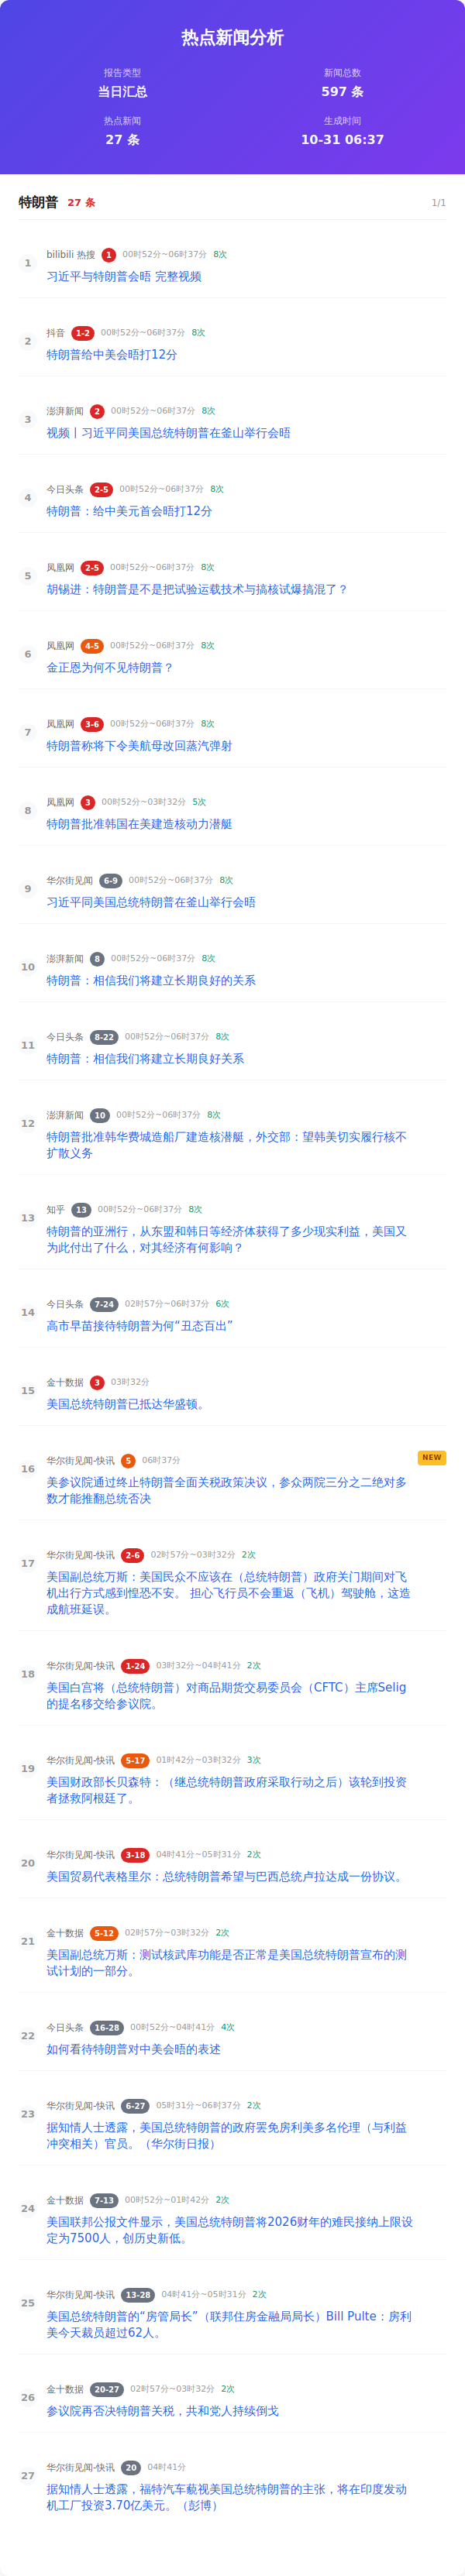 热点新闻分析
报告类型
新闻总数
当日汇总
597 条
热点新闻
生成时间
27 条
10-31 06:37
特朗普 27 条 1/1
1
bilibili 热搜 1 00时52分~06时37分 8次
习近平与特朗普会晤 完整视频
2
抖音 1-2 00时52分~06时37分 8次
特朗普给中美会晤打12分
3
澎湃新闻 2 00时52分~06时37分 8次
视频丨习近平同美国总统特朗普在釜山举行会晤
4
今日头条 2-5 00时52分~06时37分 8次
特朗普：给中美元首会晤打12分
5
凤凰网 2-5 00时52分~06时37分 8次
胡锡进：特朗普是不是把试验运载技术与搞核试爆搞混了？
6
凤凰网 4-5 00时52分~06时37分 8次
金正恩为何不见特朗普？
7
凤凰网 3-6 00时52分~06时37分 8次
特朗普称将下令美航母改回蒸汽弹射
8
凤凰网 3 00时52分~03时32分 5次
特朗普批准韩国在美建造核动力潜艇
9
华尔街见闻 6-9 00时52分~06时37分 8次
习近平同美国总统特朗普在釜山举行会晤
10
澎湃新闻 8 00时52分~06时37分 8次
特朗普：相信我们将建立长期良好的关系
11
今日头条 8-22 00时52分~06时37分 8次
特朗普：相信我们将建立长期良好关系
12
澎湃新闻 10 00时52分~06时37分 8次
特朗普批准韩华费城造船厂建造核潜艇，外交部：望韩美切实履行核不
扩散义务
13
知乎 13 00时52分~06时37分 8次
特朗普的亚洲行，从东盟和韩日等经济体获得了多少现实利益，美国又
为此付出了什么，对其经济有何影响？
14
今日头条 7-24 02时57分~06时37分 6次
高市早苗接待特朗普为何“丑态百出”
15
金十数据 3 03时32分
美国总统特朗普已抵达华盛顿。
16
华尔街见闻-快讯 5 06时37分 NEW
美参议院通过终止特朗普全面关税政策决议，参众两院三分之二绝对多
数才能推翻总统否决
17
华尔街见闻-快讯 2-6 02时57分~03时32分 2次
美国副总统万斯：美国民众不应该在（总统特朗普）政府关门期间对飞
机出行方式感到惶恐不安。 担心飞行员不会重返（飞机）驾驶舱，这造
成航班延误。
18
华尔街见闻-快讯 1-24 03时32分~04时41分 2次
美国白宫将（总统特朗普）对商品期货交易委员会（CFTC）主席Selig
的提名移交给参议院。
19
华尔街见闻-快讯 5-17 01时42分~03时32分 3次
美国财政部长贝森特：（继总统特朗普政府采取行动之后）该轮到投资
者拯救阿根廷了。
20
华尔街见闻-快讯 3-18 04时41分~05时31分 2次
美国贸易代表格里尔：总统特朗普希望与巴西总统卢拉达成一份协议。
21
金十数据 5-12 02时57分~03时32分 2次
美国副总统万斯：测试核武库功能是否正常是美国总统特朗普宣布的测
试计划的一部分。
22
今日头条 16-28 00时52分~04时41分 4次
如何看待特朗普对中美会晤的表述
23
华尔街见闻-快讯 6-27 05时31分~06时37分 2次
据知情人士透露，美国总统特朗普的政府罢免房利美多名伦理（与利益
冲突相关）官员。（华尔街日报）
24
金十数据 7-13 00时52分~01时42分 2次
美国联邦公报文件显示，美国总统特朗普将2026财年的难民接纳上限设
定为7500人，创历史新低。
25
华尔街见闻-快讯 13-28 04时41分~05时31分 2次
美国总统特朗普的“房管局长”（联邦住房金融局局长）Bill Pulte：房利
美今天裁员超过62人。
26
金十数据 20-27 02时57分~03时32分 2次
参议院再否决特朗普关税，共和党人持续倒戈
27
华尔街见闻-快讯 20 04时41分
据知情人士透露，福特汽车藐视美国总统特朗普的主张，将在印度发动
机工厂投资3.70亿美元。（彭博）